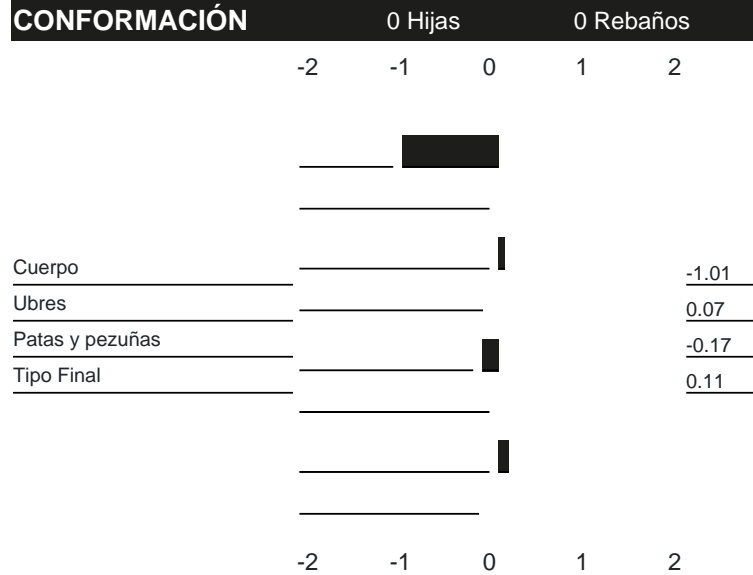 CONFORMACIÓN 0 Hijas 0 Rebaños
-2 -1 0 1 2
Cuerpo -1.01
Ubres 0.07
Patas y pezuñas -0.17
Tipo Final 0.11
-2 -1 0 1 2